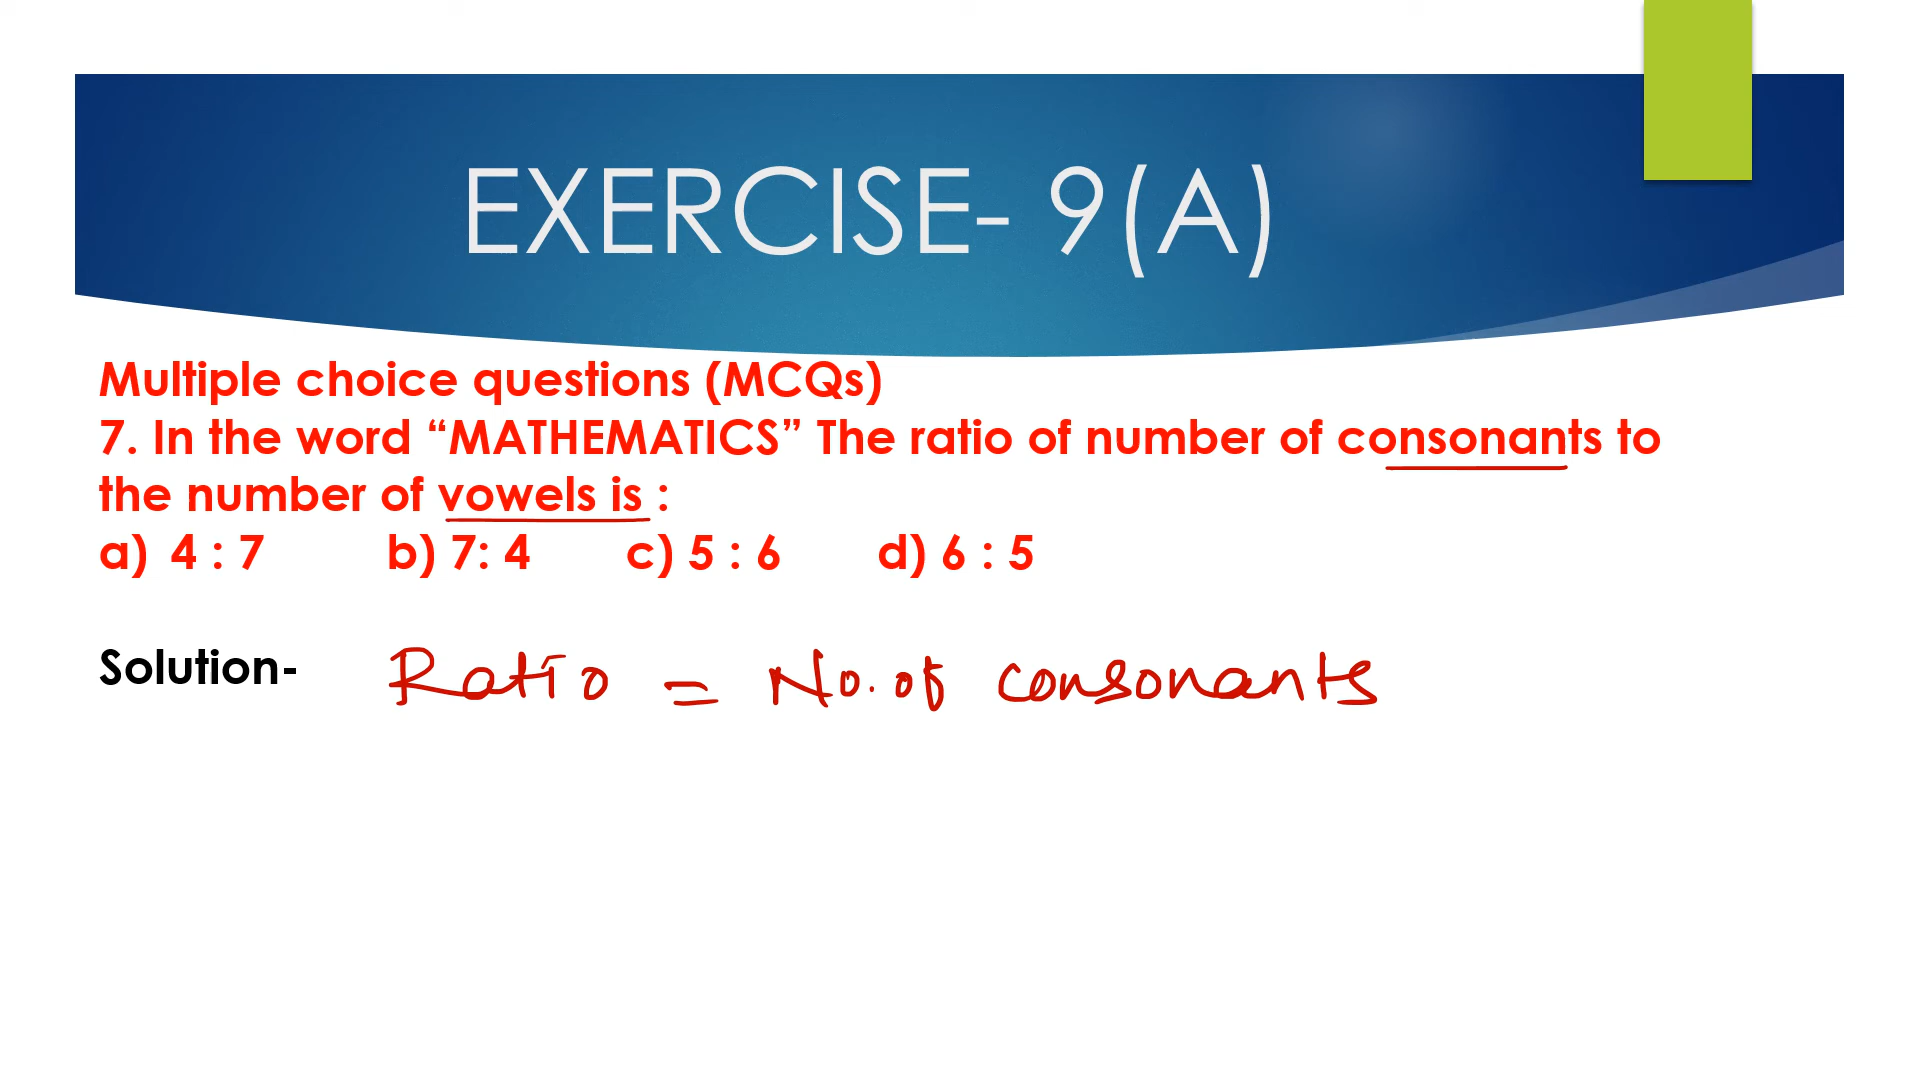 EXERCISE- 9(A)
Multiple choice questions (MCQs)
7. In the word “MATHEMATICS” The ratio of number of consonants to
the number of vowels is :
a) 4 : 7 b) 7: 4 c) 5 : 6 d) 6 : 5
Solution- Ratio = No. of consonants